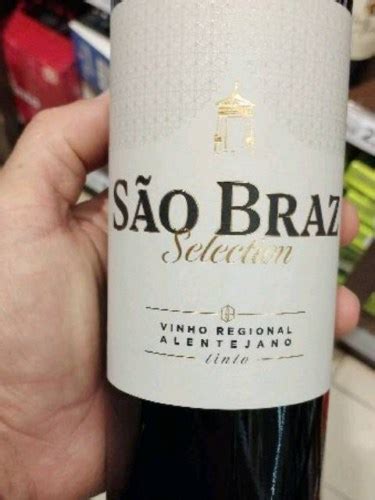 SÃO BRAZ
Selection
VINHO REGIONAL
ALENTEJANO
tinto